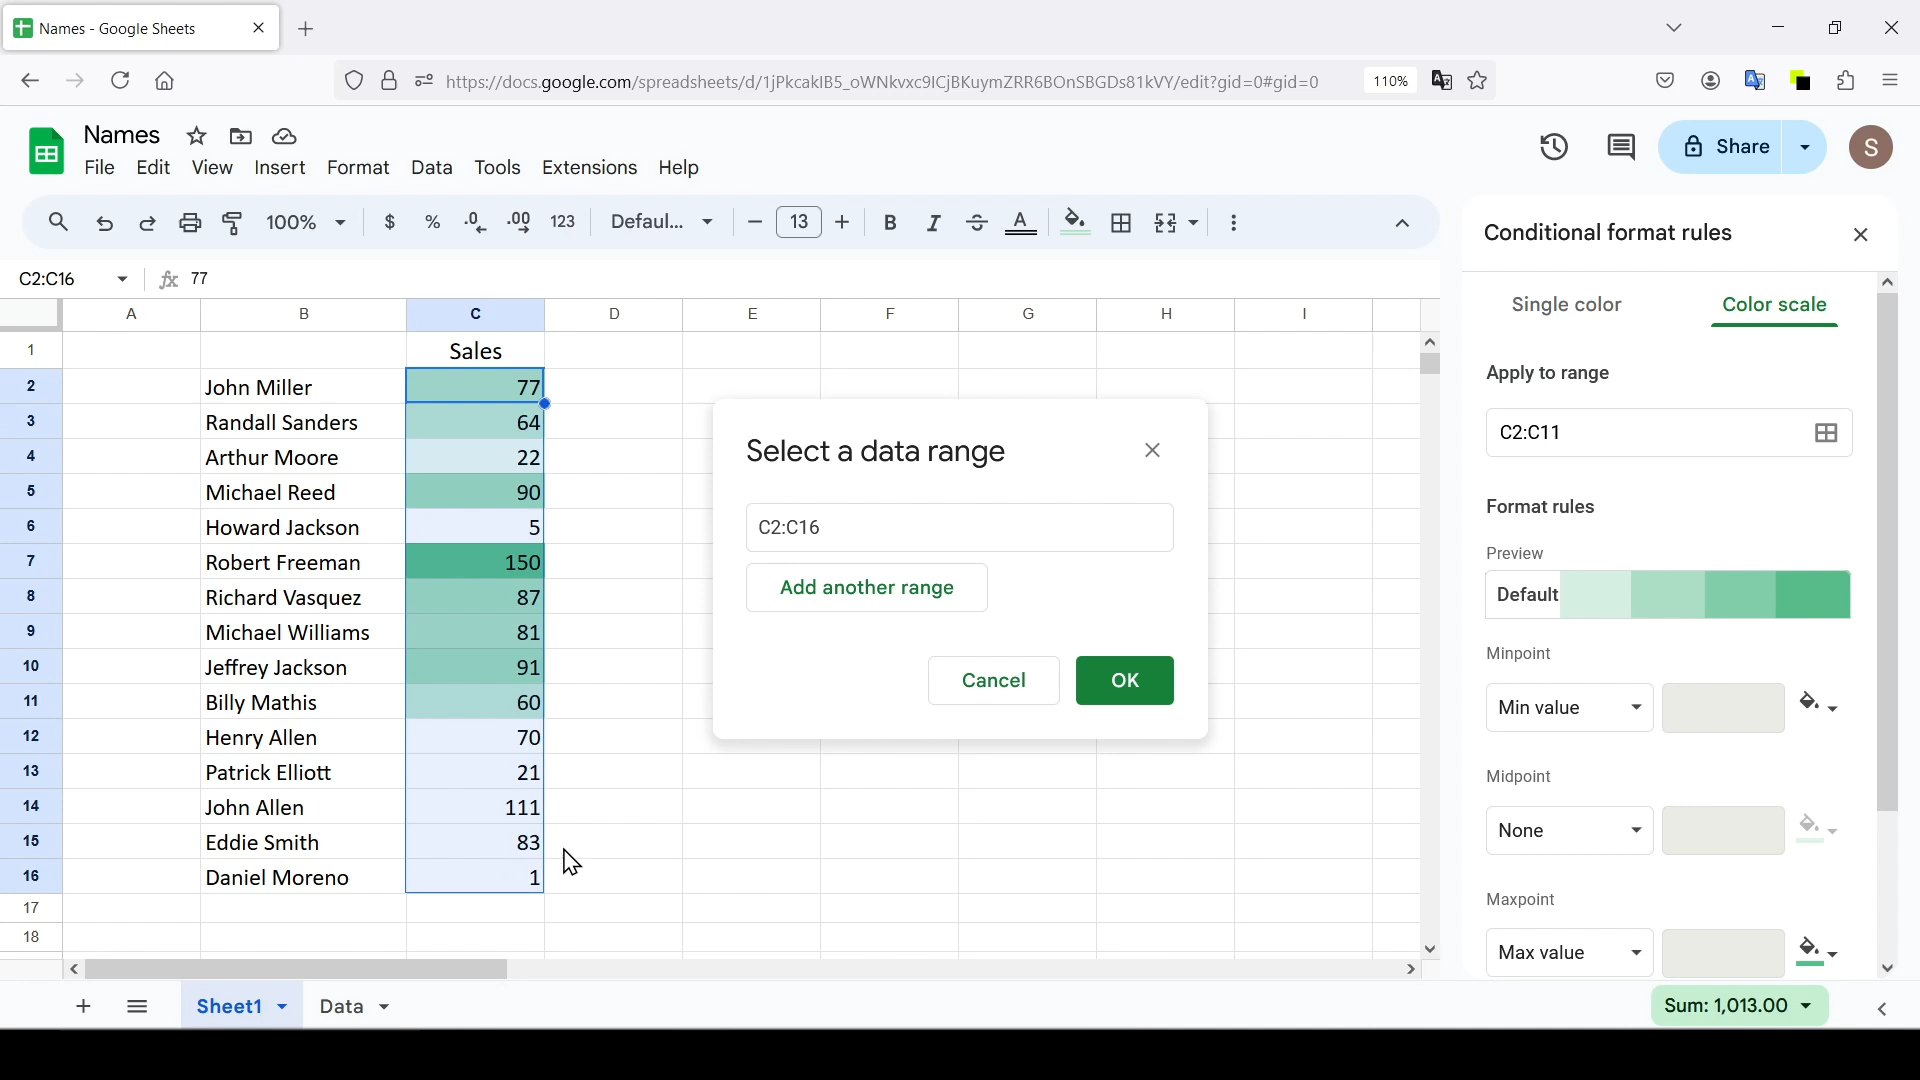 Names - Google Sheets
https://docs.google.com/spreadsheets/d/1jPkcaklB5_oWNkvxc9ICjBKuymZRR6BOnSBGDs81kVY/edit?gid=0#gid=0
110%
Names
File Edit View Insert Format Data Tools Extensions Help
Share
S
100% $ % .0 .00 123 Defaul... 13 B I A
C2:C16 fx 77
A B C D E F G H I
1 Sales
2 John Miller 77
3 Randall Sanders 64
4 Arthur Moore 22
5 Michael Reed 90
6 Howard Jackson 5
7 Robert Freeman 150
8 Richard Vasquez 87
9 Michael Williams 81
10 Jeffrey Jackson 91
11 Billy Mathis 60
12 Henry Allen 70
13 Patrick Elliott 21
14 John Allen 111
15 Eddie Smith 83
16 Daniel Moreno 1
17
18
Select a data range
C2:C16
Add another range
Cancel OK
Conditional format rules
Single color Color scale
Apply to range
C2:C11
Format rules
Preview
Default
Minpoint
Min value
Midpoint
None
Maxpoint
Max value
Sheet1 Data
Sum: 1,013.00